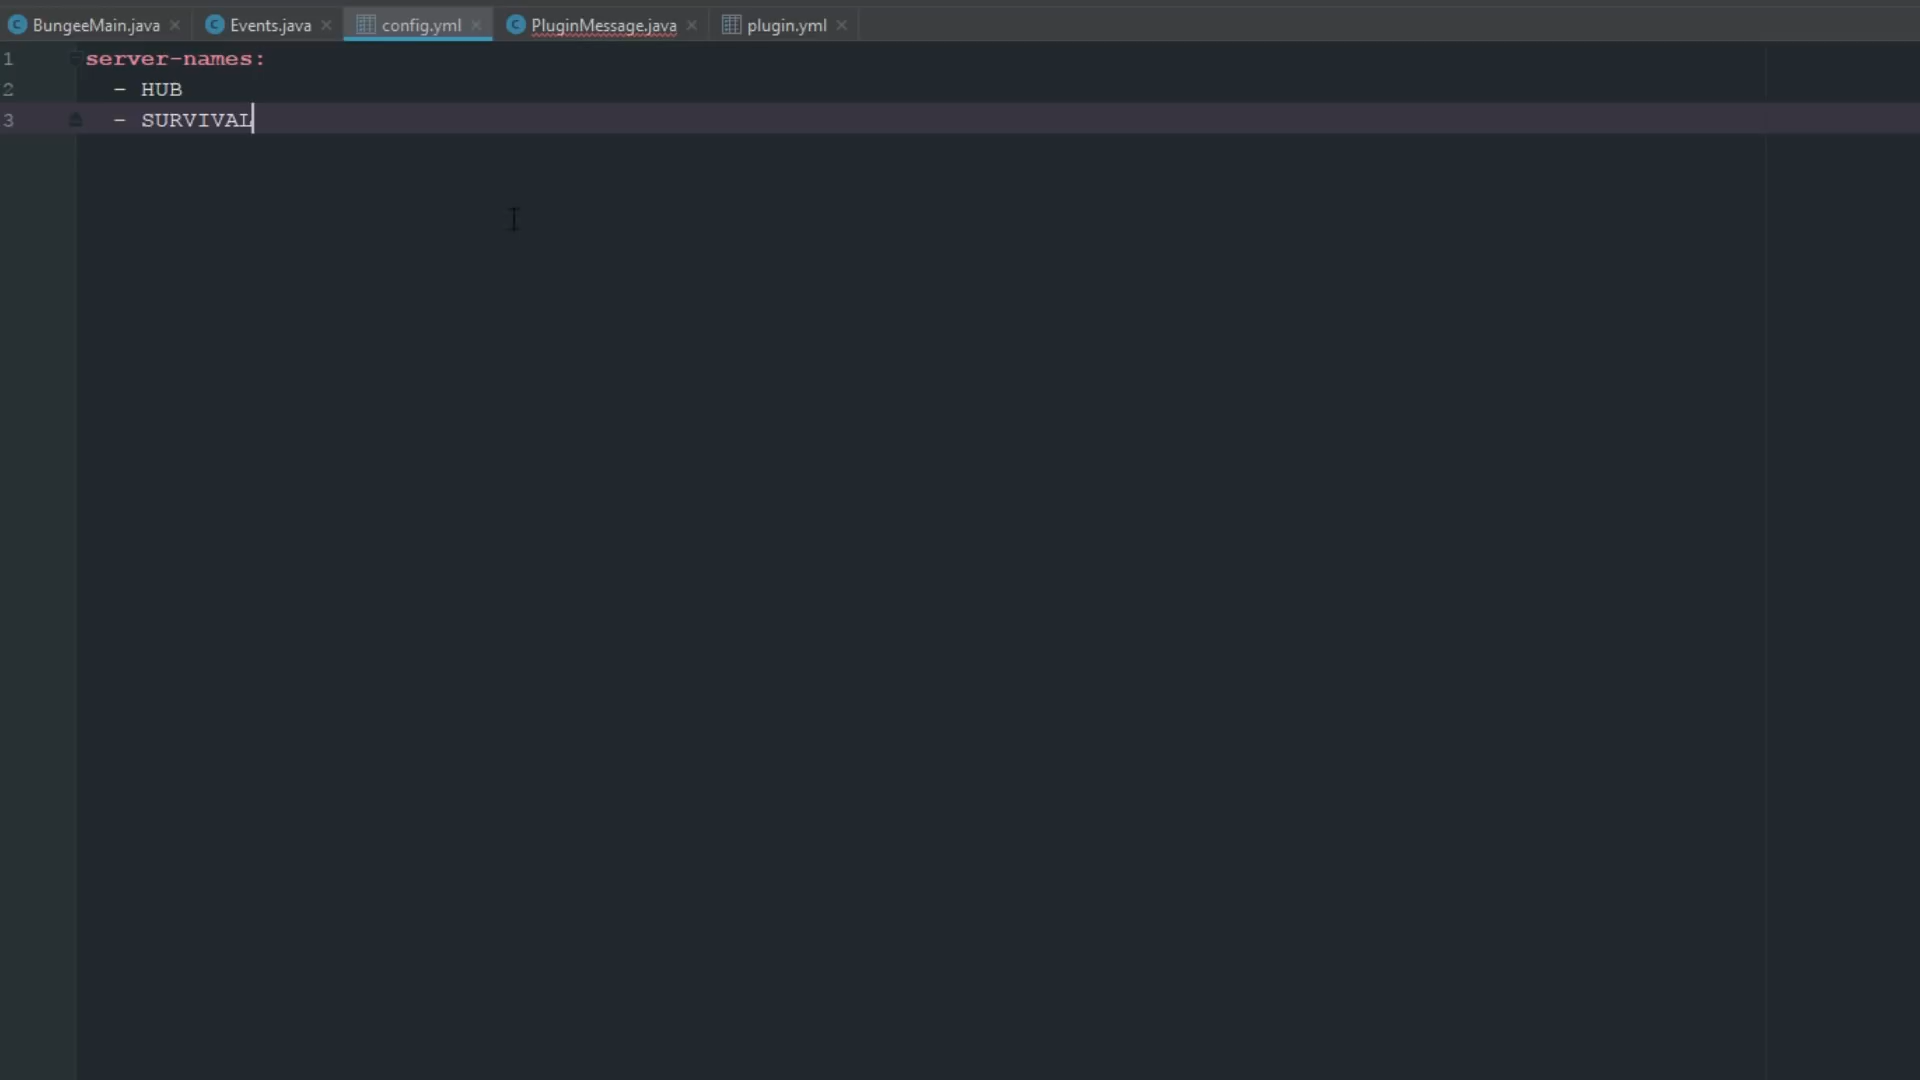 BungeeMain.java Events.java config.yml PluginMessage.java plugin.yml
1 server-names:
2 - HUB
3 - SURVIVAL